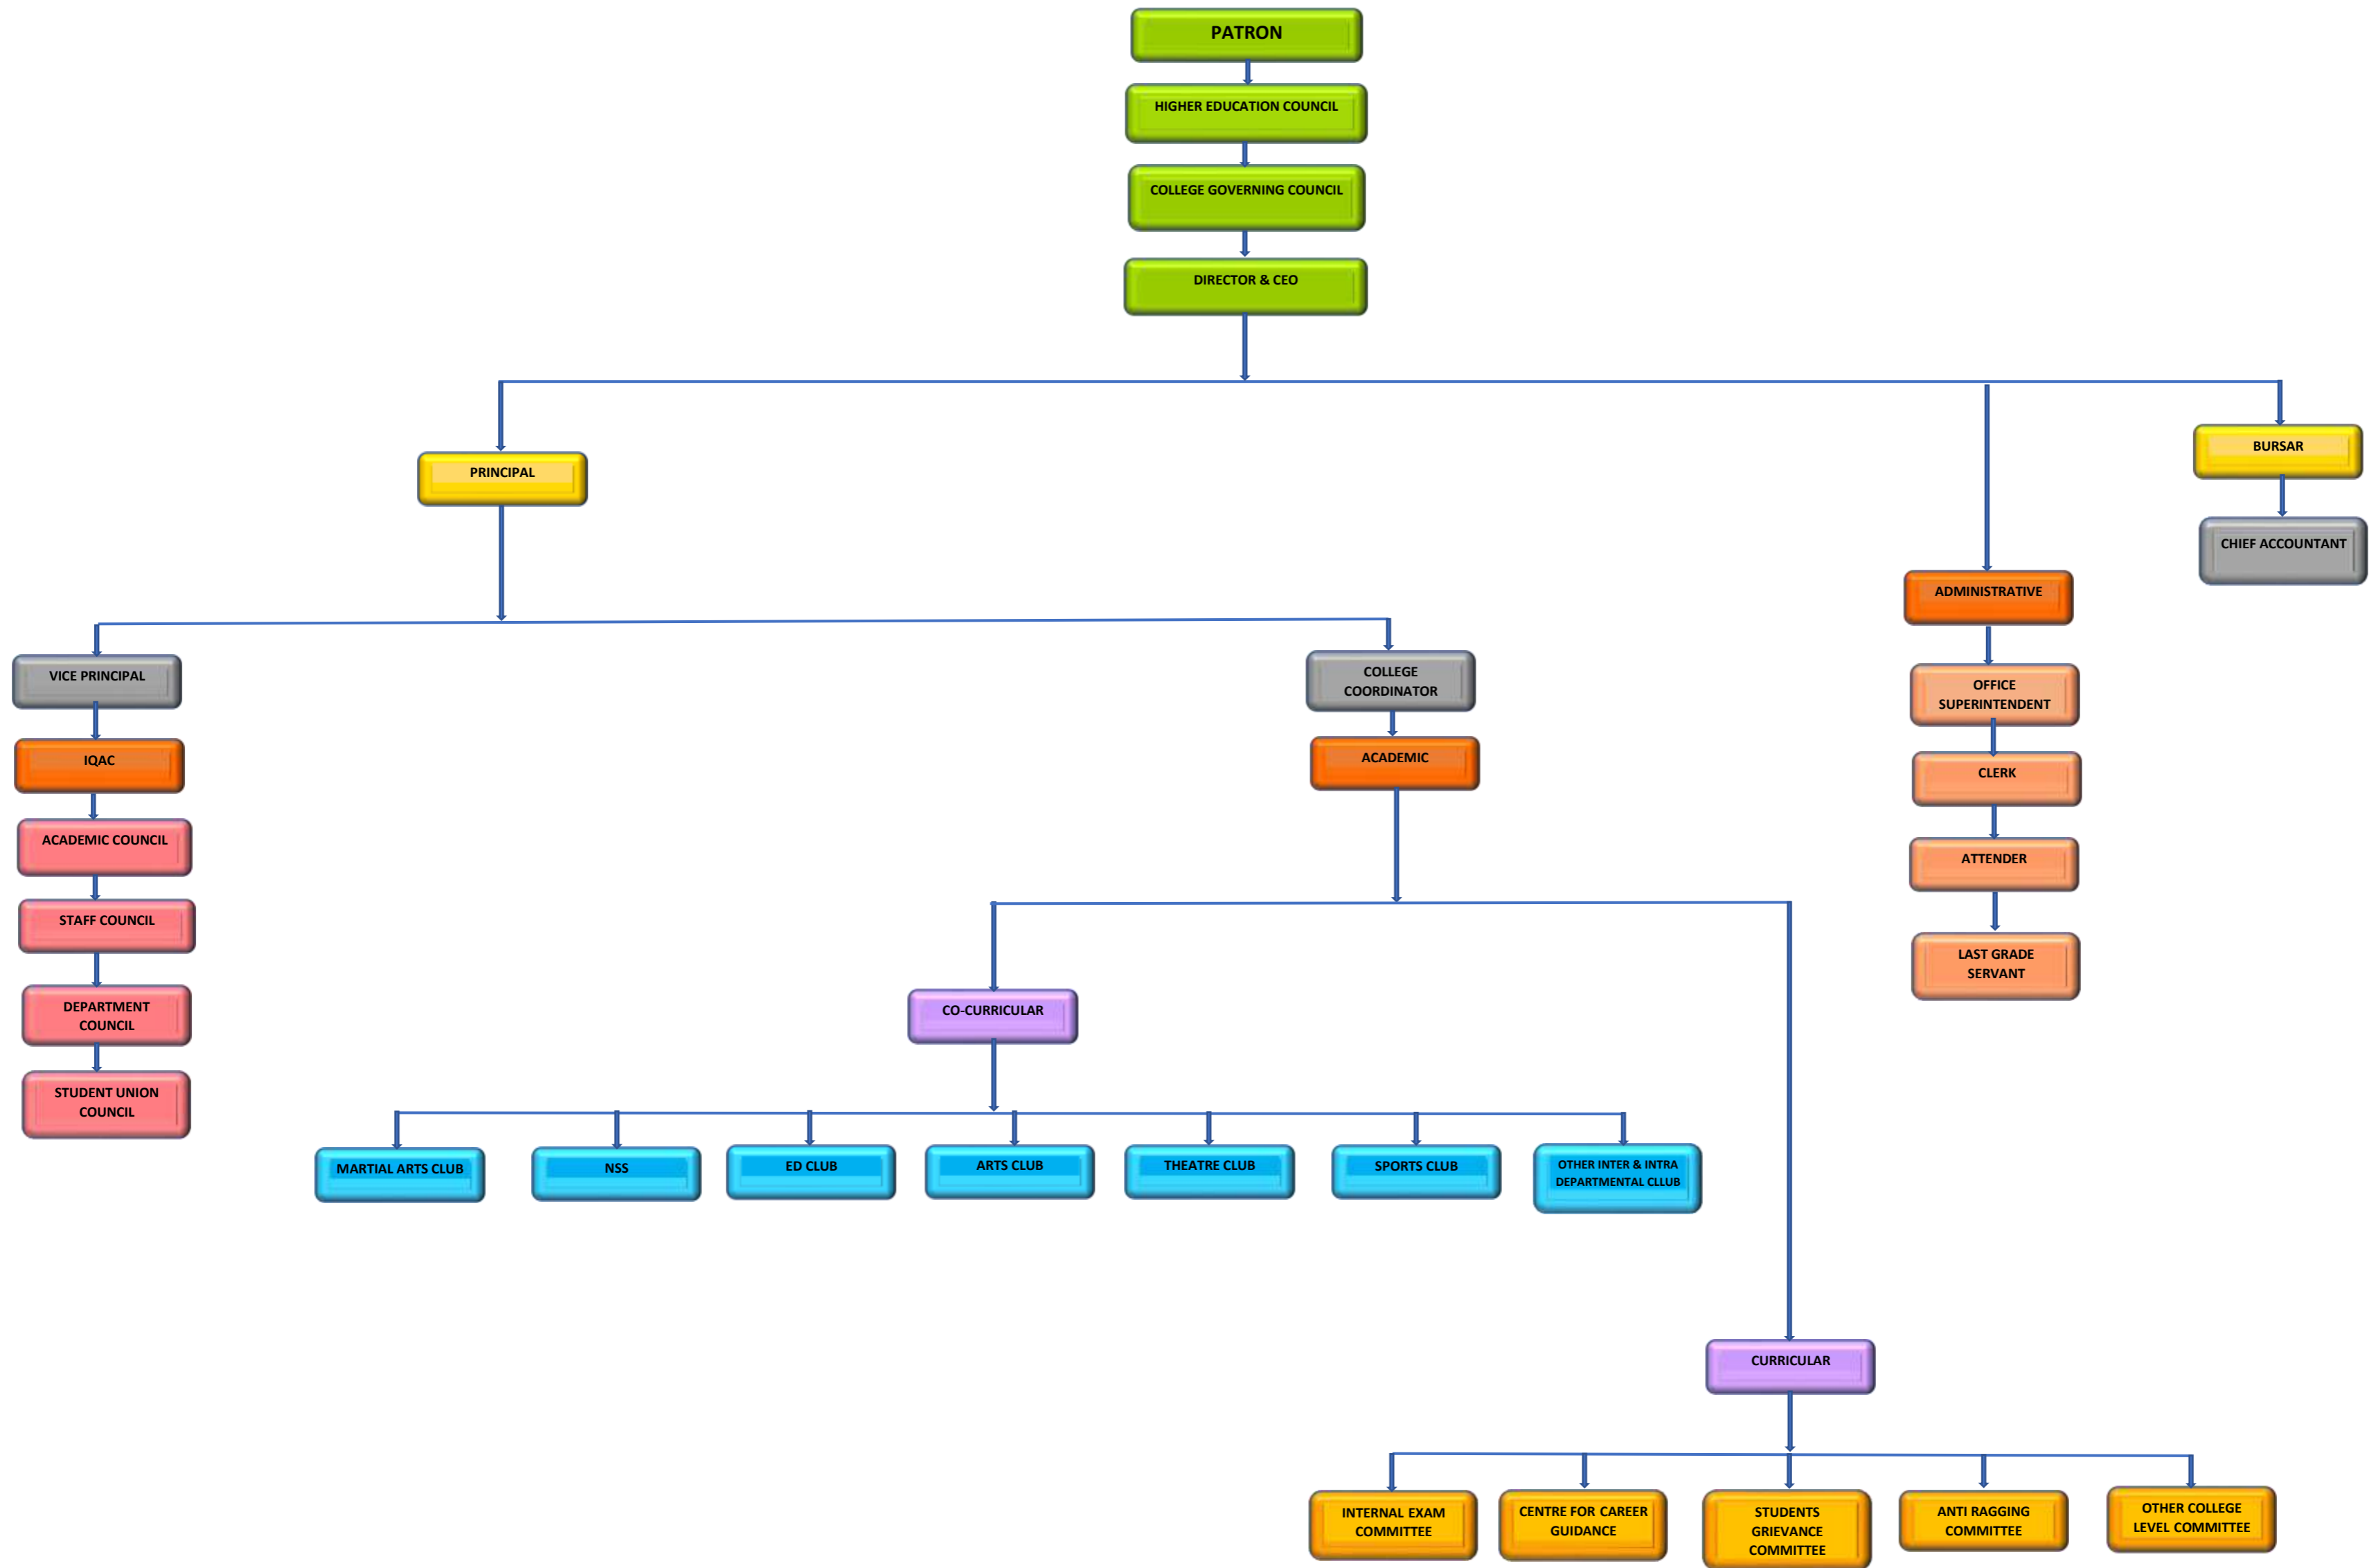 PATRON
HIGHER EDUCATION COUNCIL
COLLEGE GOVERNING COUNCIL
DIRECTOR & CEO
PRINCIPAL
BURSAR
CHIEF ACCOUNTANT
ADMINISTRATIVE
OFFICE
SUPERINTENDENT
CLERK
ATTENDER
LAST GRADE
SERVANT
VICE PRINCIPAL
IQAC
ACADEMIC COUNCIL
STAFF COUNCIL
DEPARTMENT
COUNCIL
STUDENT UNION
COUNCIL
COLLEGE
COORDINATOR
ACADEMIC
CO-CURRICULAR
MARTIAL ARTS CLUB
NSS
ED CLUB
ARTS CLUB
THEATRE CLUB
SPORTS CLUB
OTHER INTER & INTRA
DEPARTMENTAL CLLUB
CURRICULAR
INTERNAL EXAM
COMMITTEE
CENTRE FOR CAREER
GUIDANCE
STUDENTS
GRIEVANCE
COMMITTEE
ANTI RAGGING
COMMITTEE
OTHER COLLEGE
LEVEL COMMITTEE